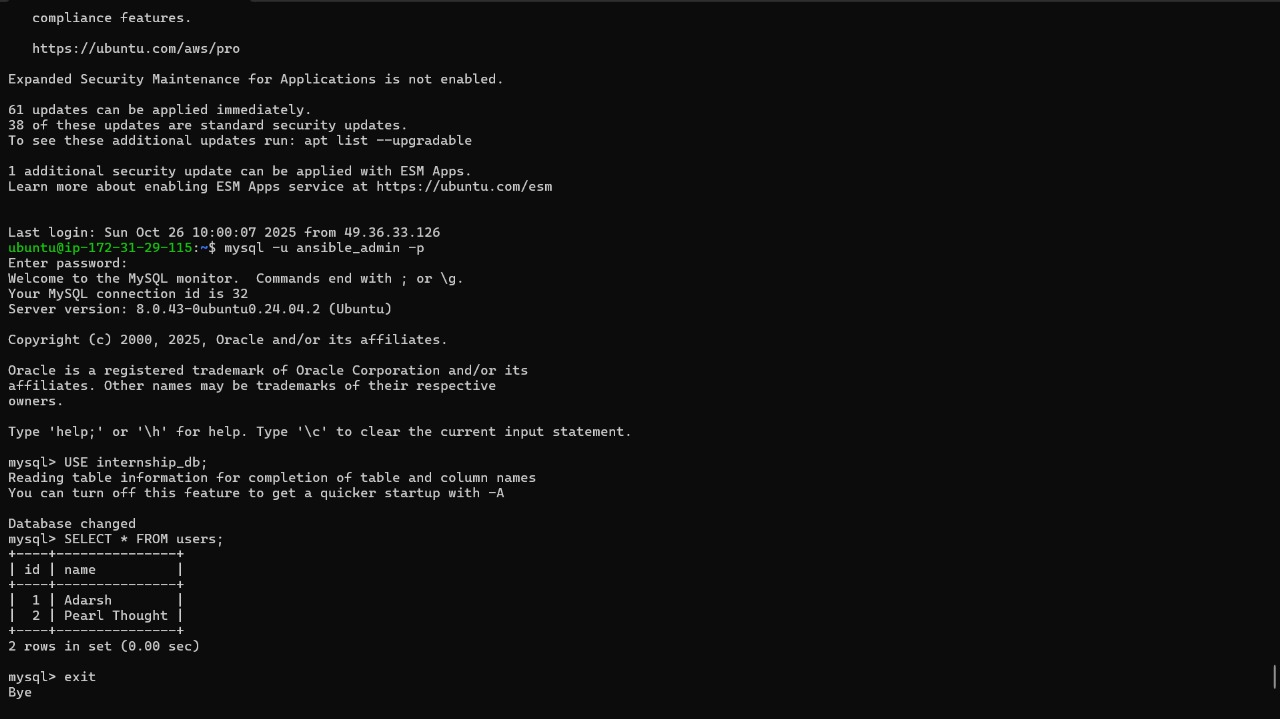 compliance features.
https://ubuntu.com/aws/pro
Expanded Security Maintenance for Applications is not enabled.
61 updates can be applied immediately.
38 of these updates are standard security updates.
To see these additional updates run: apt list --upgradable
1 additional security update can be applied with ESM Apps.
Learn more about enabling ESM Apps service at https://ubuntu.com/esm
Last login: Sun Oct 26 10:00:07 2025 from 49.36.33.126
ubuntu@ip-172-31-29-115:~$ mysql -u ansible_admin -p
Enter password:
Welcome to the MySQL monitor.  Commands end with ; or \g.
Your MySQL connection id is 32
Server version: 8.0.43-0ubuntu0.24.04.2 (Ubuntu)
Copyright (c) 2000, 2025, Oracle and/or its affiliates.
Oracle is a registered trademark of Oracle Corporation and/or its
affiliates. Other names may be trademarks of their respective
owners.
Type 'help;' or '\h' for help. Type '\c' to clear the current input statement.
mysql> USE internship_db;
Reading table information for completion of table and column names
You can turn off this feature to get a quicker startup with -A
Database changed
mysql> SELECT * FROM users;
+----+---------------+
| id | name          |
+----+---------------+
|  1 | Adarsh        |
|  2 | Pearl Thought |
+----+---------------+
2 rows in set (0.00 sec)
mysql> exit
Bye